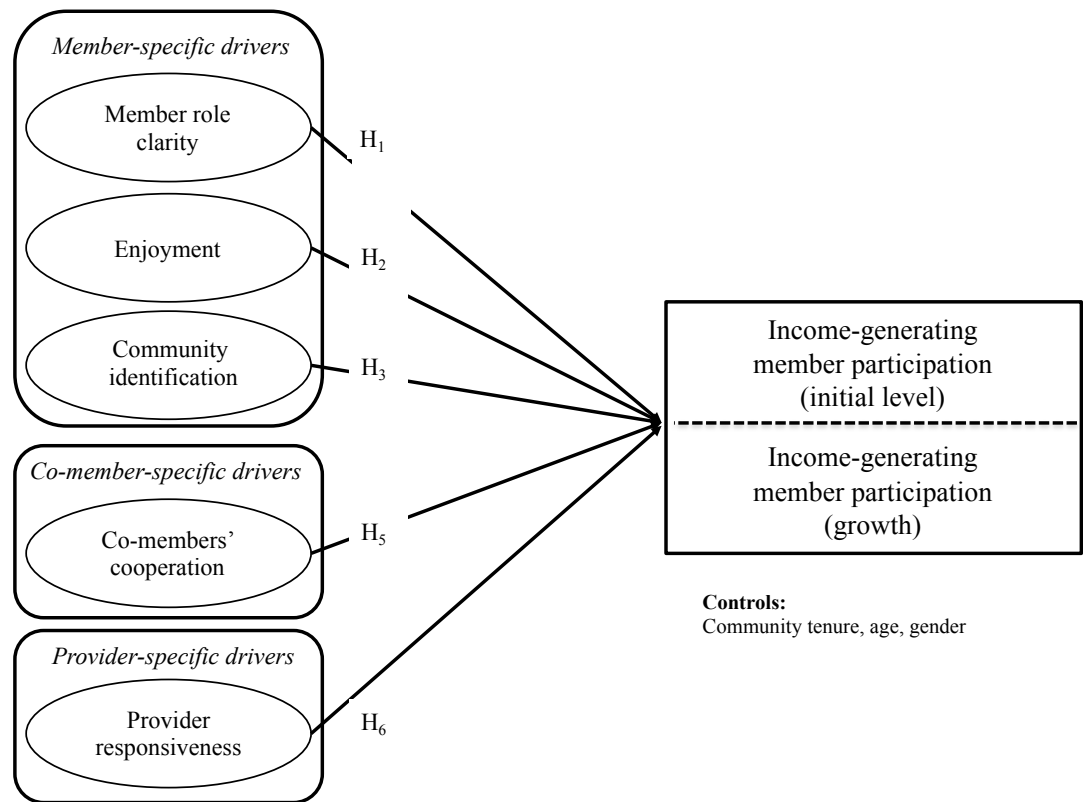 Member-specific drivers
Member role
clarity
H1
Enjoyment
H2
Community
identification
H3
Co-member-specific drivers
Co-members’
cooperation
H5
Provider-specific drivers
Provider
responsiveness
H6
Income-generating
member participation
(initial level)
Income-generating
member participation
(growth)
Controls:
Community tenure, age, gender